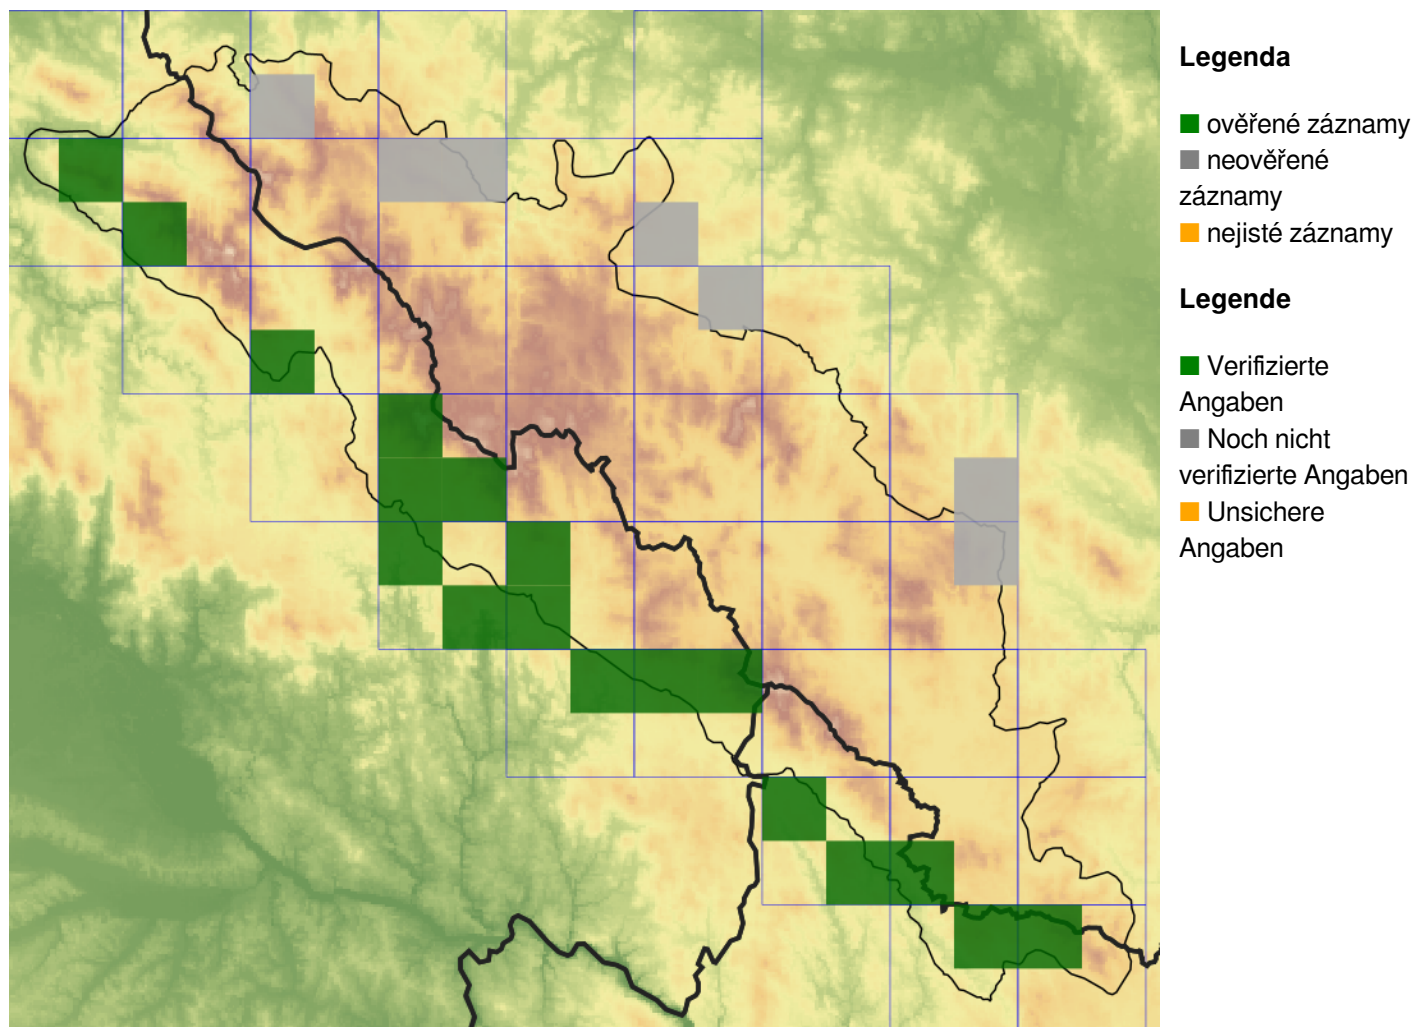 Legenda
ověřené záznamy
neověřené
záznamy
nejisté záznamy
Legende
Verifizierte
Angaben
Noch nicht
verifizierte Angaben
Unsichere
Angaben